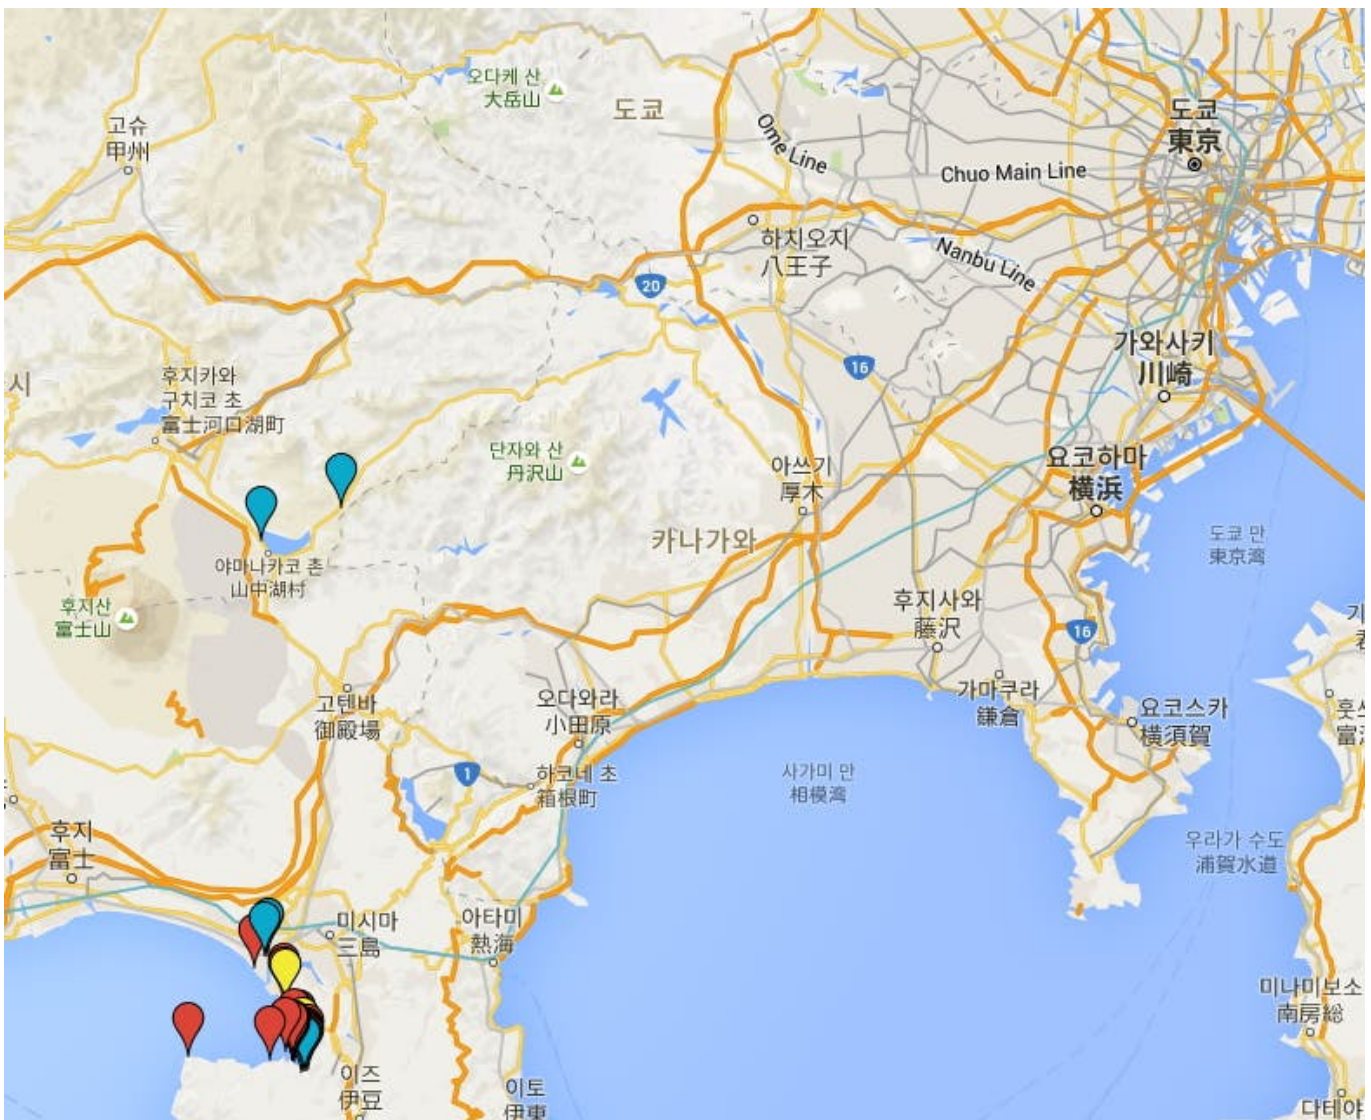 오다케 산
大岳山
도쿄
고슈
甲州
Ome Line
Chuo Main Line
도쿄
東京
하치오지
八王子
Nanbu Line
20
16
가와사키
川崎
시
후지카와
구치코 초
富士河口湖町
단자와 산
丹沢山
아쓰기
厚木
요코하마
横浜
카나가와
도쿄 만
東京湾
야마나카코 촌
山中湖村
후지산
富士山
후지사와
藤沢
16
고텐바
御殿場
오다와라
小田原
가마쿠라
鎌倉
요코스카
横須賀
1
하코네 초
箱根町
사가미 만
相模湾
후지
富士
우라가 수도
浦賀水道
미시마
三島
아타미
熱海
미나미보소
南房総
이즈
伊豆
이토
伊東
다테야